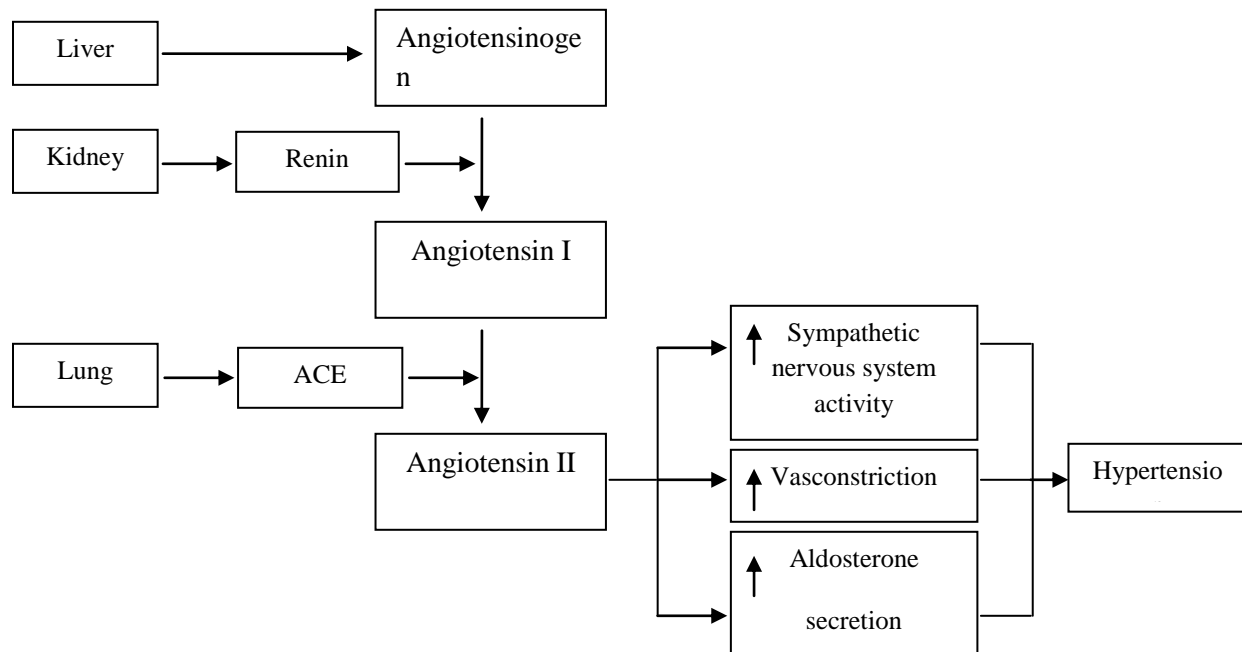 Liver
Angiotensinoge
n
Kidney
Renin
Angiotensin I
Lung
ACE
Angiotensin II
Sympathetic
nervous system
activity
Vasconstriction
Aldosterone
secretion
Hypertensio